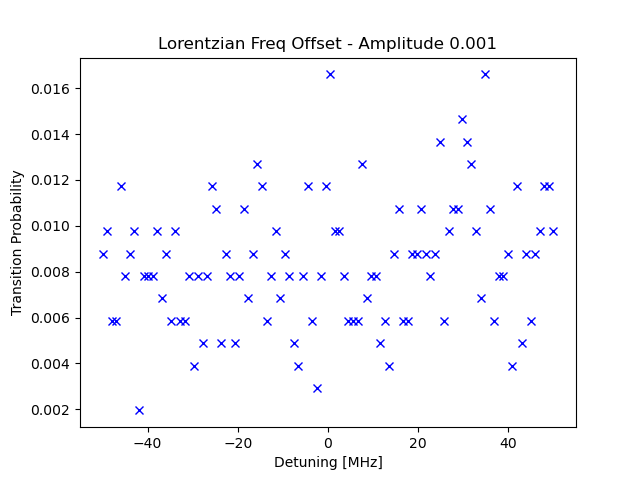 Lorentzian Freq Offset - Amplitude 0.001
0.016
0.014
0.012
0.010
0.008
0.006
0.004
0.002
Transition Probability
−40 −20 0 20 40
Detuning [MHz]